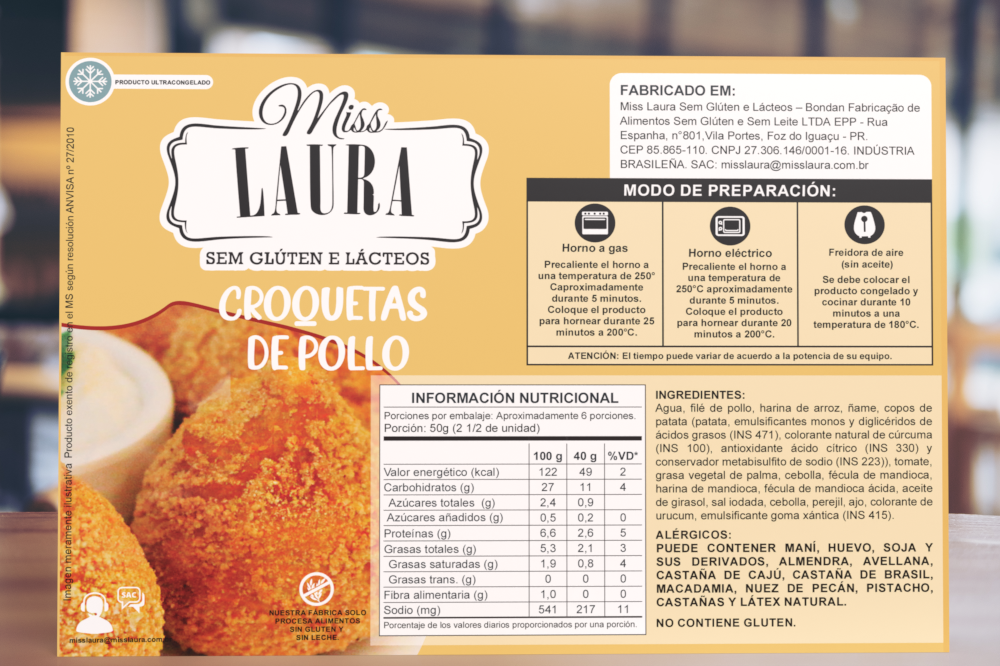 PRODUCTO ULTRACONGELADO
Miss
LAURA
SEM GLÚTEN E LÁCTEOS
CROQUETAS
DE POLLO
Imagen meramente ilustrativa Producto exento de registro en el MS según resolución ANVISA nº 27/2010
SAC
misslaura@misslaura.com
NUESTRA FÁBRICA SOLO
PROCESA ALIMENTOS
SIN GLUTEN Y
SIN LECHE
FABRICADO EM:
Miss Laura Sem Glúten e Lácteos – Bondan Fabricação de
Alimentos Sem Glúten e Sem Leite LTDA EPP - Rua
Espanha, n°801,Vila Portes, Foz do Iguaçu - PR.
CEP 85.865-110. CNPJ 27.306.146/0001-16. INDÚSTRIA
BRASILEÑA. SAC: misslaura@misslaura.com.br
MODO DE PREPARACIÓN:
Horno a gas
Precaliente el horno a
una temperatura de 250°
Caproximadamente
durante 5 minutos.
Coloque el producto
para hornear durante 25
minutos a 200°C.
Horno eléctrico
Precaliente el horno a
una temperatura de
250°C aproximadamente
durante 5 minutos.
Coloque el producto
para hornear durante 20
minutos a 200°C.
Freidora de aire
(sin aceite)
Se debe colocar el
producto congelado y
cocinar durante 10
minutos a una
temperatura de 180°C.
ATENCIÓN: El tiempo puede variar de acuerdo a la potencia de su equipo.
INFORMACIÓN NUTRICIONAL
Porciones por embalaje: Aproximadamente 6 porciones.
Porción: 50g (2 1/2 de unidad)
100 g 40 g %VD*
Valor energético (kcal) 122 49 2
Carbohidratos (g) 27 11 4
Azúcares totales (g) 2,4 0,9
Azúcares añadidos (g) 0,5 0,2 0
Proteínas (g) 6,6 2,6 5
Grasas totales (g) 5,3 2,1 3
Grasas saturadas (g) 1,9 0,8 4
Grasas trans. (g) 0 0 0
Fibra alimentaria (g) 1,0 0 0
Sodio (mg) 541 217 11
Porcentaje de los valores diarios proporcionados por una porción.
INGREDIENTES:
Agua, filé de pollo, harina de arroz, ñame, copos de
patata (patata, emulsificantes monos y diglicéridos de
ácidos grasos (INS 471), colorante natural de cúrcuma
(INS 100), antioxidante ácido cítrico (INS 330) y
conservador metabisulfito de sodio (INS 223)), tomate,
grasa vegetal de palma, cebolla, fécula de mandioca,
harina de mandioca, fécula de mandioca ácida, aceite
de girasol, sal iodada, cebolla, perejil, ajo, colorante de
urucum, emulsificante goma xántica (INS 415).
ALÉRGICOS:
PUEDE CONTENER MANÍ, HUEVO, SOJA Y
SUS DERIVADOS, ALMENDRA, AVELLANA,
CASTAÑA DE CAJÚ, CASTAÑA DE BRASIL,
MACADAMIA, NUEZ DE PECÁN, PISTACHO,
CASTAÑAS Y LÁTEX NATURAL.
NO CONTIENE GLUTEN.